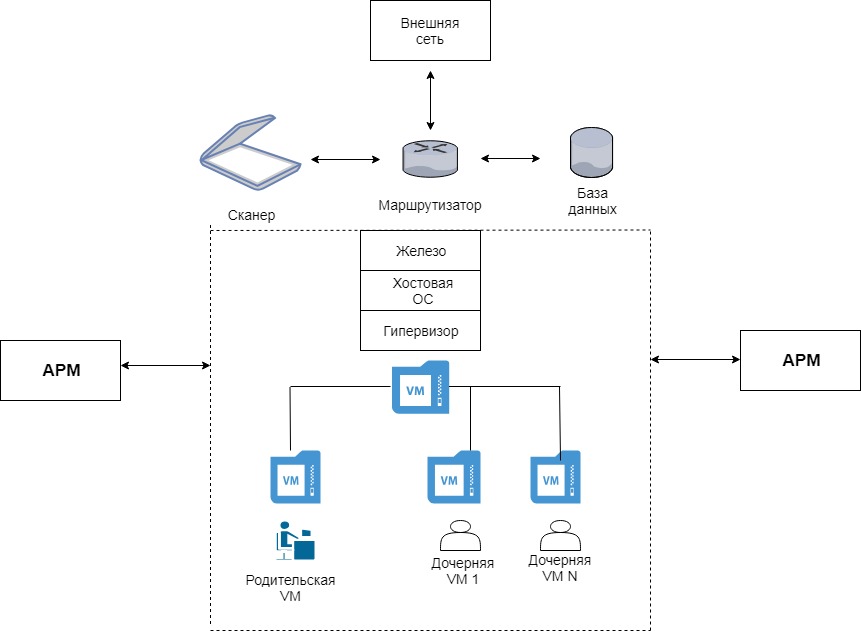 Внешняя
сеть
Сканер
Маршрутизатор
База
данных
Железо
Хостовая
ОС
Гипервизор
АРМ
АРМ
VM
VM
VM
VM
Родительская
VM
Дочерняя
VM 1
Дочерняя
VM N